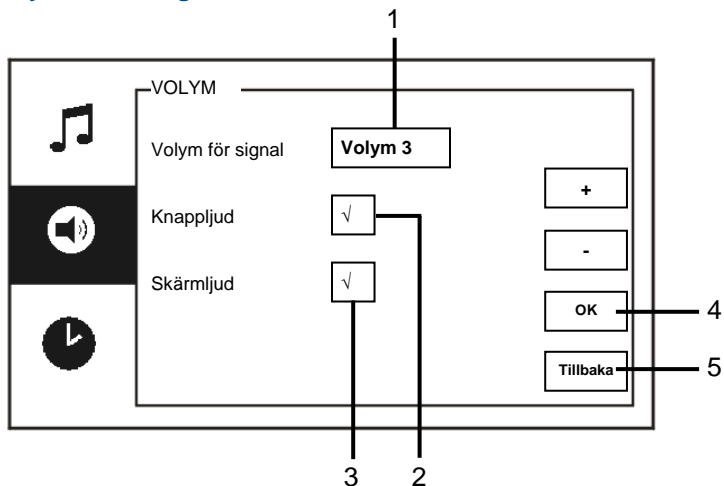 1
VOLYM
Volym för signal
Volym 3
+
Knappljud
√
-
Skärmljud
√
OK
4
Tillbaka
5
3
2